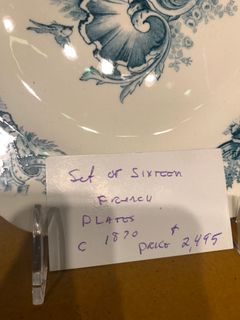 Set of Sixteen
French
Plates
C 1870 Price $2,495